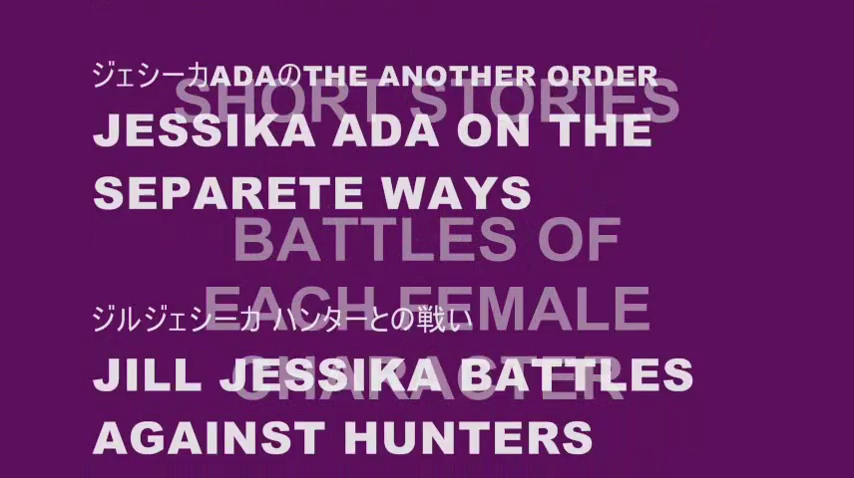 ジェシーカADAのTHE ANOTHER ORDER
SHORT STORIES
JESSIKA ADA ON THE
SEPARETE WAYS
BATTLES OF
EACH FEMALE
ジルジェシーカ ハンターとの戦い
CHARACTER
JILL JESSIKA BATTLES
AGAINST HUNTERS